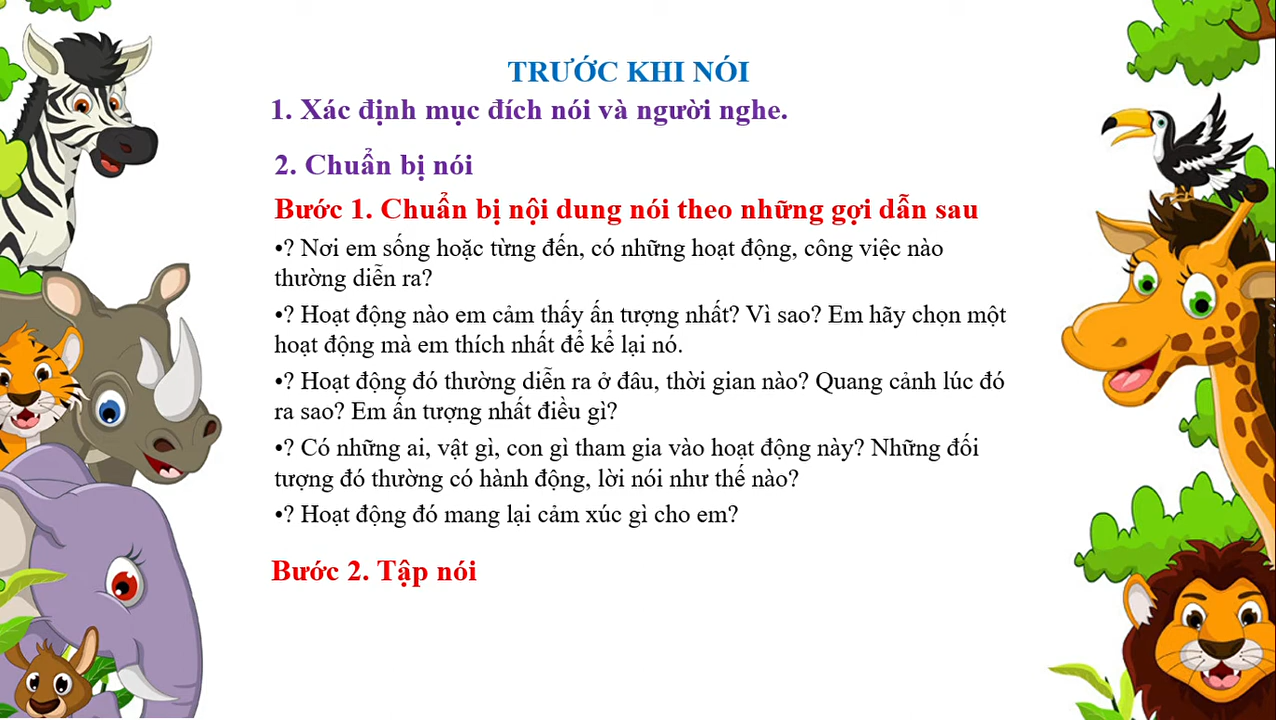 TRƯỚC KHI NÓI
1. Xác định mục đích nói và người nghe.
2. Chuẩn bị nói
Bước 1. Chuẩn bị nội dung nói theo những gợi dẫn sau
•? Nơi em sống hoặc từng đến, có những hoạt động, công việc nào
thường diễn ra?
•? Hoạt động nào em cảm thấy ấn tượng nhất? Vì sao? Em hãy chọn một
hoạt động mà em thích nhất để kể lại nó.
•? Hoạt động đó thường diễn ra ở đâu, thời gian nào? Quang cảnh lúc đó
ra sao? Em ấn tượng nhất điều gì?
•? Có những ai, vật gì, con gì tham gia vào hoạt động này? Những đối
tượng đó thường có hành động, lời nói như thế nào?
•? Hoạt động đó mang lại cảm xúc gì cho em?
Bước 2. Tập nói